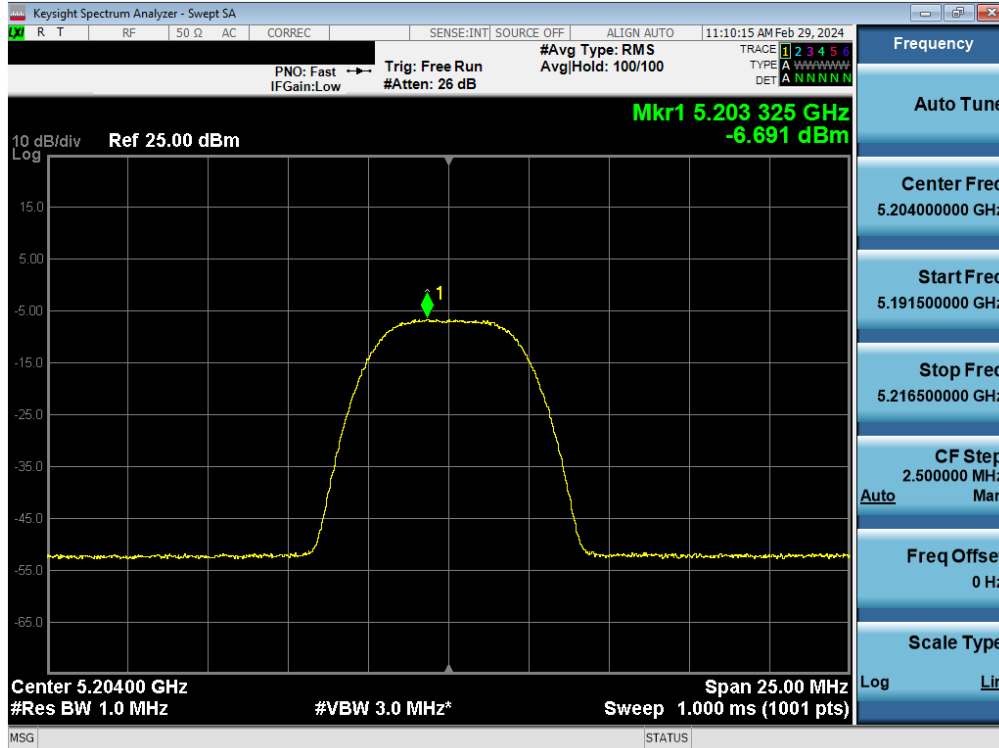 Keysight Spectrum Analyzer - Swept SA
LXI R T RF 50 Ω AC CORREC SENSE:INT SOURCE OFF ALIGN AUTO 11:10:15 AM Feb 29, 2024
PNO: Fast
IFGain:Low
Trig: Free Run
#Atten: 26 dB
#Avg Type: RMS
Avg|Hold: 100/100
TRACE 1 2 3 4 5 6
TYPE A WWWWW
DET A N N N N N
Mkr1 5.203 325 GHz
-6.691 dBm
10 dB/div Ref 25.00 dBm
Log
15.0
5.00
-5.00
-15.0
-25.0
-35.0
-45.0
-55.0
-65.0
1
Center 5.20400 GHz Span 25.00 MHz
#Res BW 1.0 MHz #VBW 3.0 MHz* Sweep 1.000 ms (1001 pts)
MSG STATUS
Frequency
Auto Tune
Center Freq
5.204000000 GHz
Start Freq
5.191500000 GHz
Stop Freq
5.216500000 GHz
CF Step
2.500000 MHz
Auto Man
Freq Offset
0 Hz
Scale Type
Log Lin